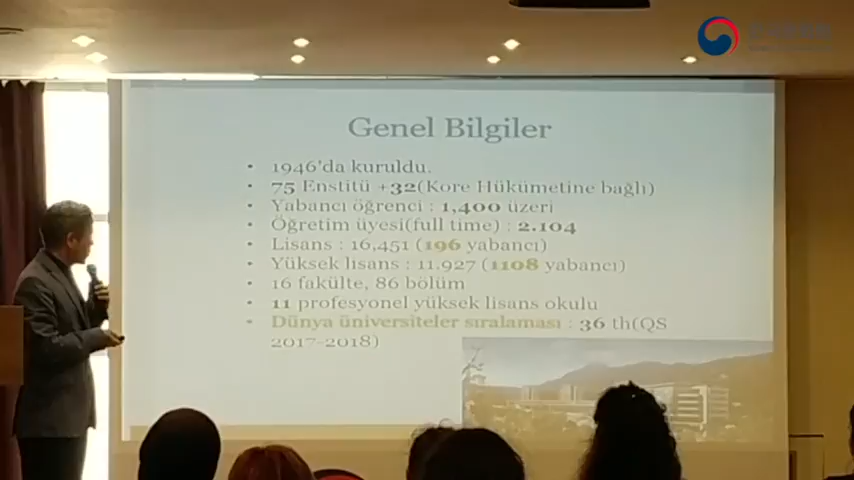 Genel Bilgiler
• 1946'da kuruldu.
• 75 Enstitü +32(Kore Hükümetine bağlı)
• Yabancı öğrenci : 1,400 üzeri
• Öğretim üyesi(full time) : 2.104
• Lisans : 16,451 (196 yabancı)
• Yüksek lisans : 11.927 (1108 yabancı)
• 16 fakülte, 86 bölüm
• 11 profesyonel yüksek lisans okulu
• Dünya üniversiteler sıralaması : 36 th(QS
2017-2018)